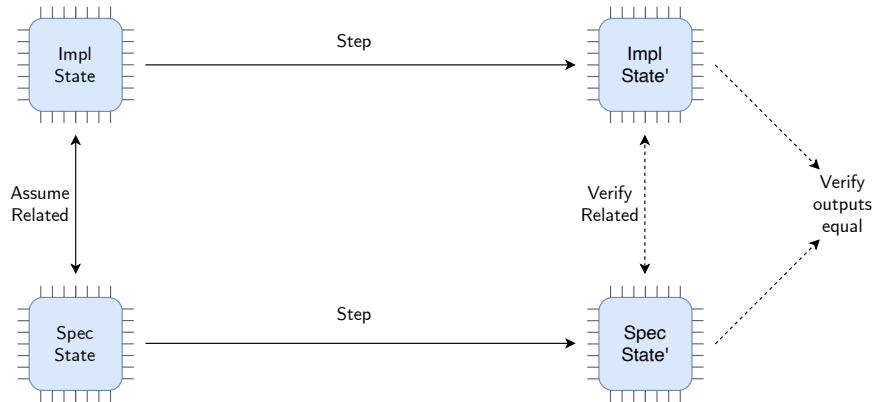 Impl
State
Step
Impl
State'
Assume
Related
Verify
Related
Verify
outputs
equal
Spec
State
Step
Spec
State'